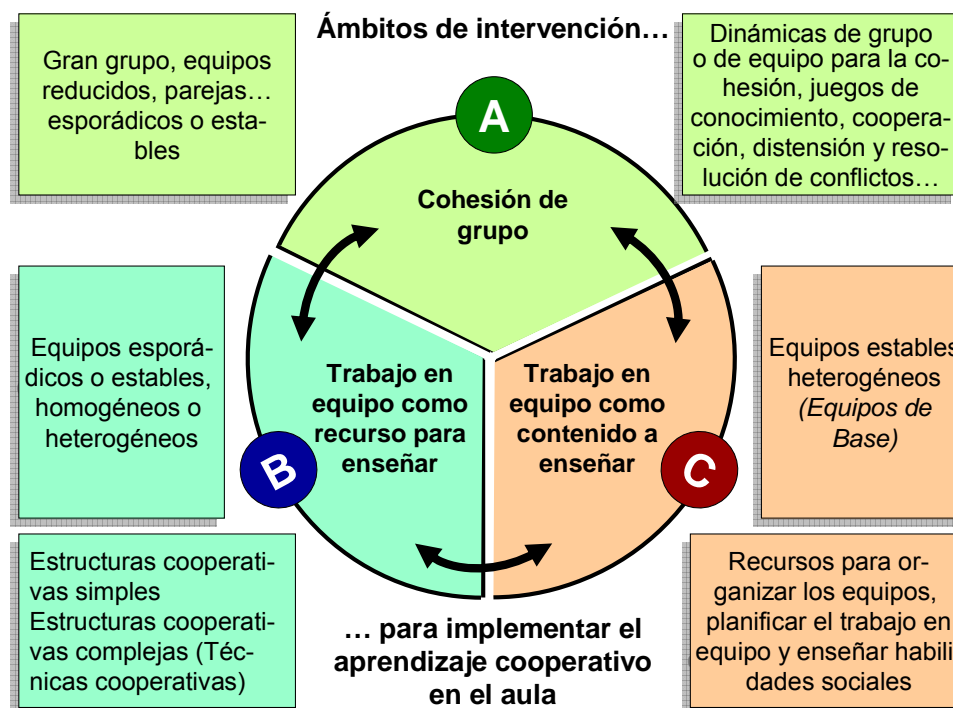 Ámbitos de intervención…
Gran grupo, equipos
reducidos, parejas…
esporádicos o esta-
bles
Dinámicas de grupo
o de equipo para la co-
hesión, juegos de
conocimiento, coopera-
ción, distensión y reso-
lución de conflictos…
A
Cohesión de
grupo
Equipos esporá-
dicos o estables,
homogéneos o
heterogéneos
Trabajo en
equipo como
recurso para
enseñar
B
Trabajo en
equipo como
contenido a
enseñar
C
Equipos estables
heterogéneos
(Equipos de
Base)
Estructuras cooperati-
vas simples
Estructuras cooperati-
vas complejas (Téc-
nicas cooperativas)
… para implementar el
aprendizaje cooperativo
en el aula
Recursos para or-
ganizar los equipos,
planificar el trabajo en
equipo y enseñar habili
dades sociales